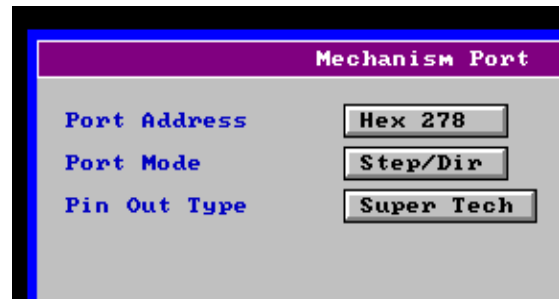 Mechanism Port
Port Address Hex 278
Port Mode Step/Dir
Pin Out Type Super Tech